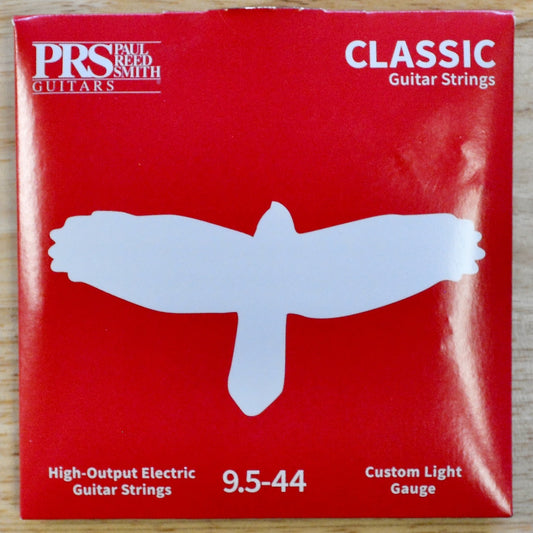 PRS PAUL REED SMITH
GUITARS
CLASSIC
Guitar Strings
High-Output Electric
Guitar Strings
9.5-44
Custom Light
Gauge